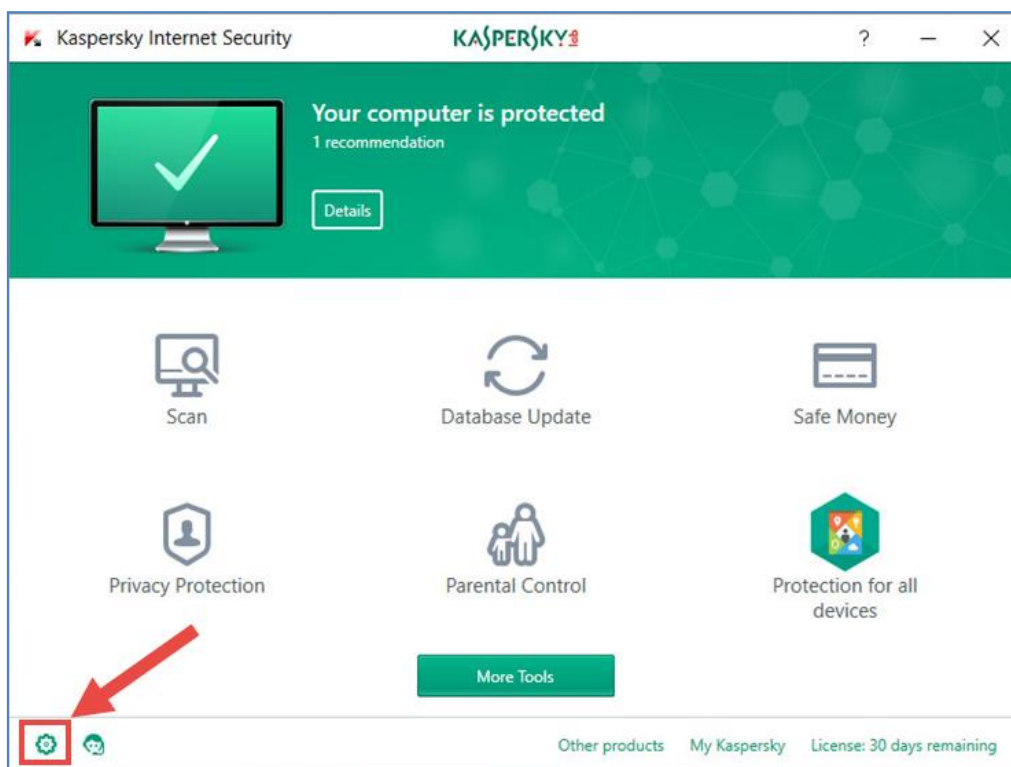 Kaspersky Internet Security
KASPERSKY lab
?
Your computer is protected
1 recommendation
Details
Scan
Database Update
Safe Money
Privacy Protection
Parental Control
Protection for all
devices
More Tools
Other products
My Kaspersky
License: 30 days remaining